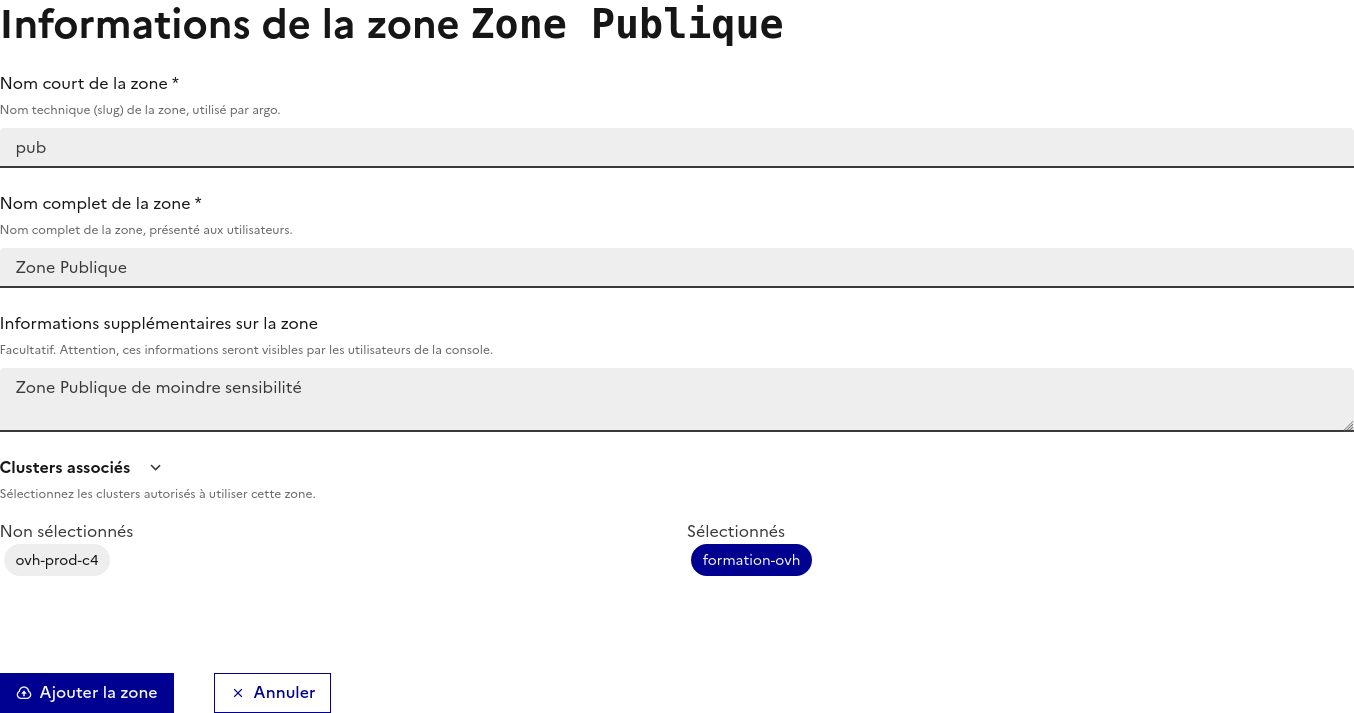 Informations de la zone Zone Publique
Nom court de la zone *
Nom technique (slug) de la zone, utilisé par argo.
pub
Nom complet de la zone *
Nom complet de la zone, présenté aux utilisateurs.
Zone Publique
Informations supplémentaires sur la zone
Facultatif. Attention, ces informations seront visibles par les utilisateurs de la console.
Zone Publique de moindre sensibilité
Clusters associés
Sélectionnez les clusters autorisés à utiliser cette zone.
Non sélectionnés
ovh-prod-c4
Sélectionnés
formation-ovh
Ajouter la zone
Annuler